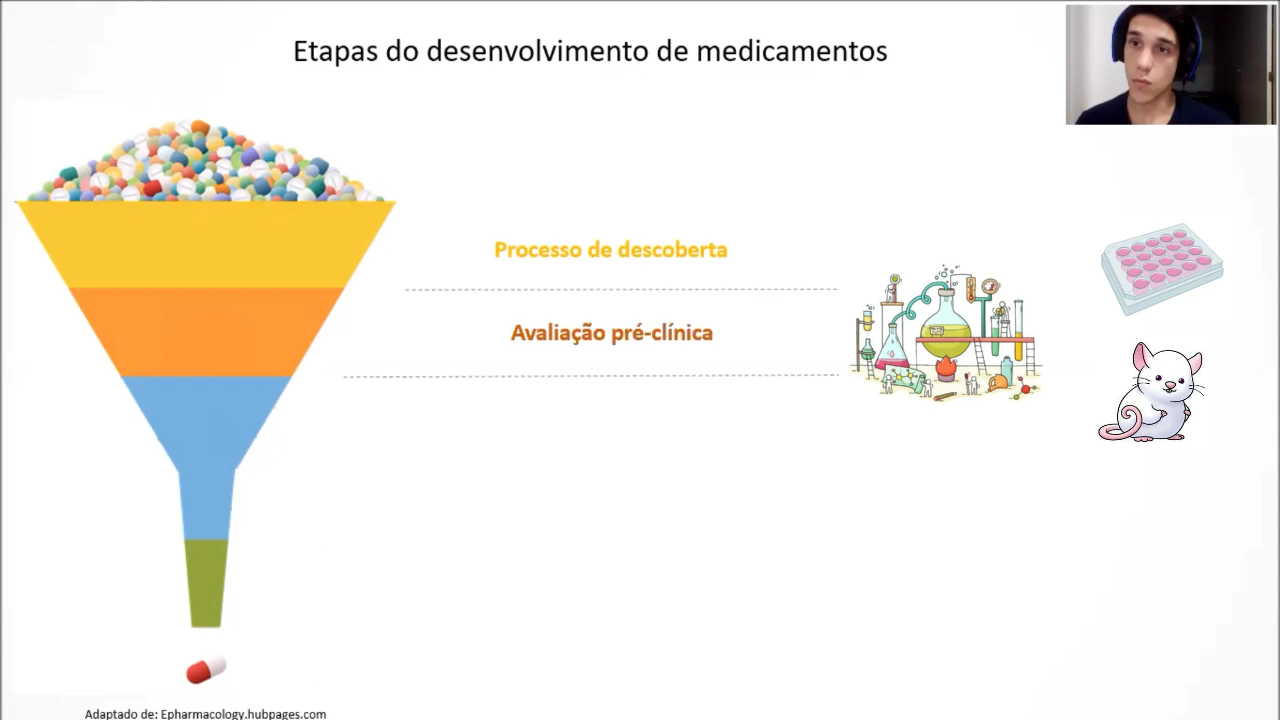 Etapas do desenvolvimento de medicamentos
Processo de descoberta
Avaliação pré-clínica
Adaptado de: Epharmacology.hubpages.com